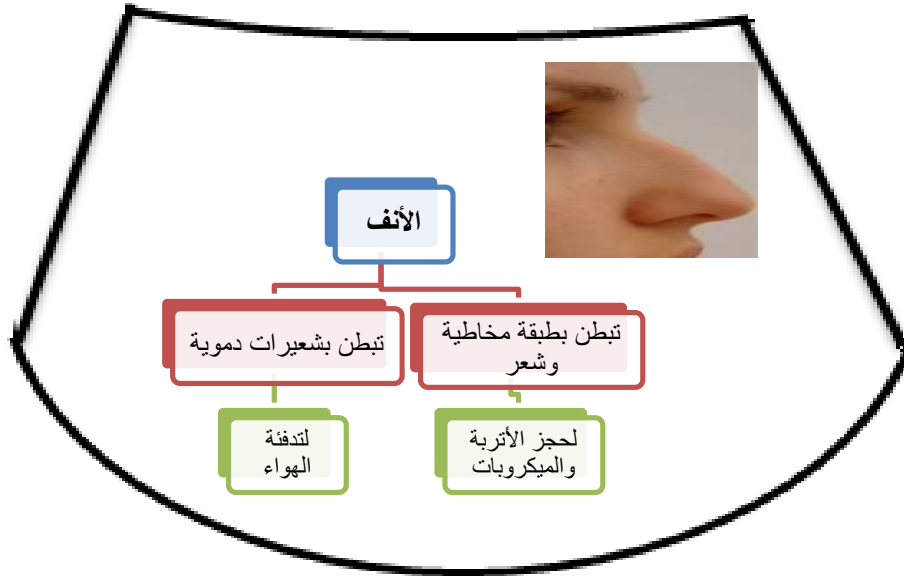 الأنف
تبطن بطبقة مخاطية
وشعر
تبطن بشعيرات دموية
لحجز الأتربة
والميكروبات
لتدفئة
الهواء